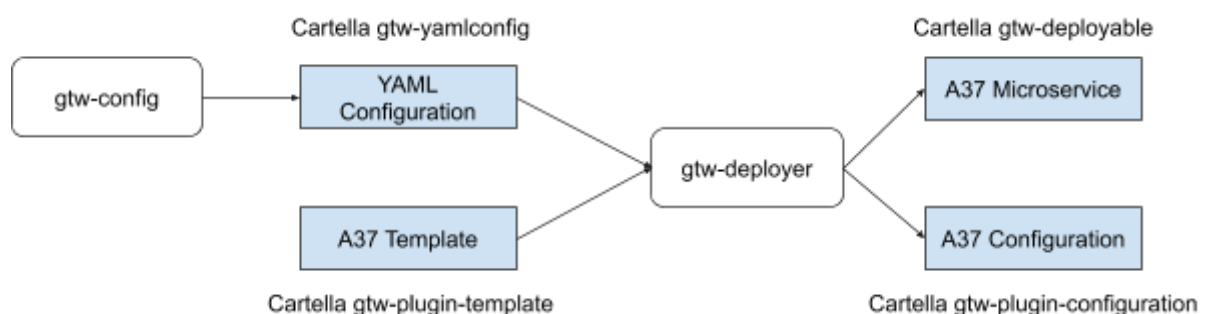 Cartella gtw-yamlconfig
Cartella gtw-deployable
gtw-config
YAML
Configuration
A37 Microservice
gtw-deployer
A37 Template
A37 Configuration
Cartella gtw-plugin-template
Cartella gtw-plugin-configuration